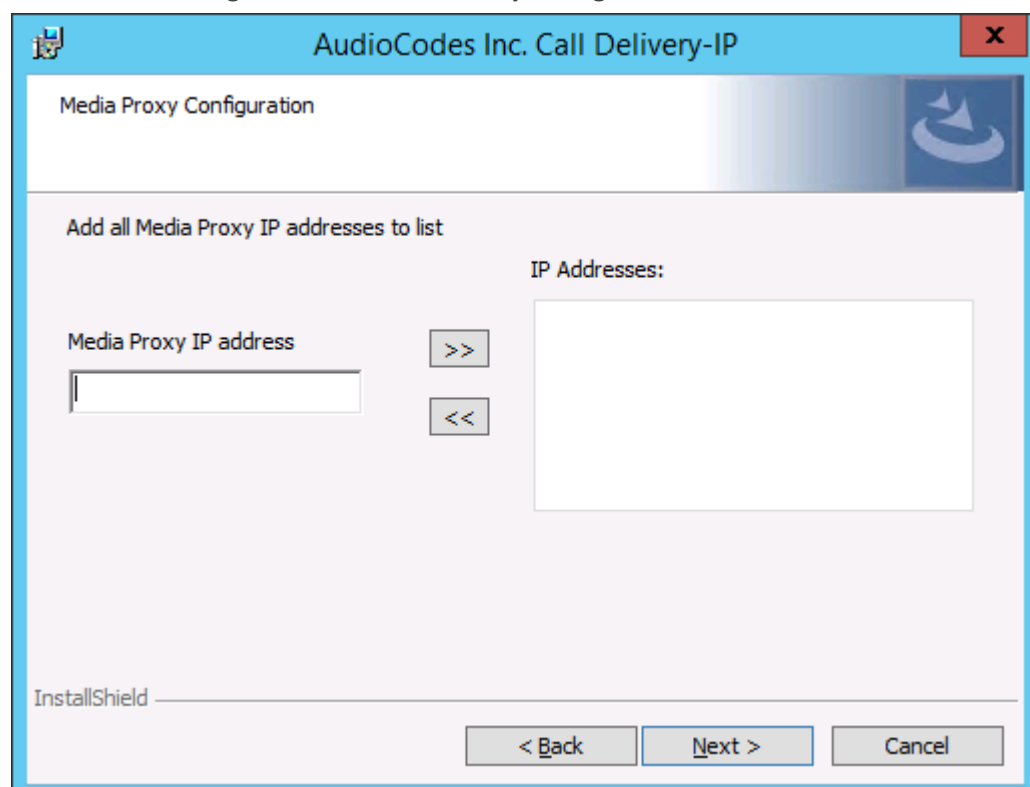 AudioCodes Inc. Call Delivery-IP
x
Media Proxy Configuration
Add all Media Proxy IP addresses to list
IP Addresses:
Media Proxy IP address
>>
<<
InstallShield
< Back Next > Cancel